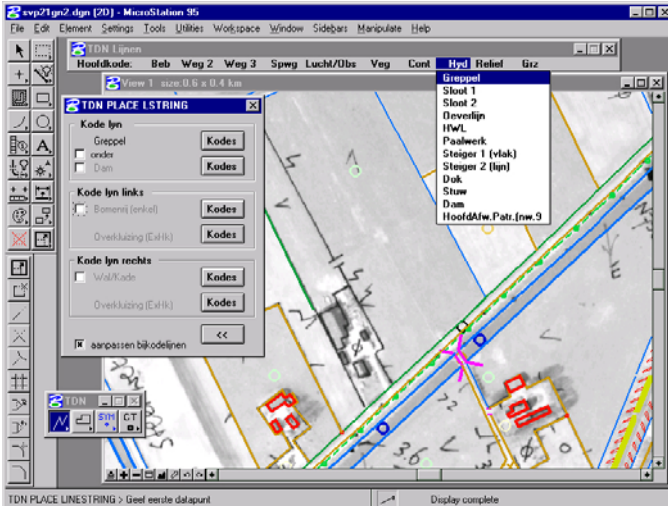 svp21gn2.dgn [2D] - MicroStation 95
File Edit Element Settings Tools Utilities Workspace Window Sidebars Manipulate Help
TDN Lijnen
Hoofdkode: Beb Weg 2 Weg 3 Spwg Lucht/Obs Veg Cont Hyd Relief Grz
View 1 size:0.6 x 0.4 km
Greppel
Sloot 1
Sloot 2
Oeverlijn
HWL
Paalwerk
Steiger 1 (vlak)
Steiger 2 (lijn)
Dok
Stuw
Dam
HoofdAfw.Patr.(nw.9
TDN PLACE LSTRING
Kode lyn
Greppel Kodes
onder
Dam Kodes
Kode lyn links
Bomenrij (enkel) Kodes
Overkluizing (ExHk) Kodes
Kode lyn rechts
Wal/Kade Kodes
Overkluizing (ExHk) Kodes
<<
aanpassen bijkodelijnen
TDN
SYM CT
72
3.6
TDN PLACE LINESTRING > Geef eerste datapunt Display complete